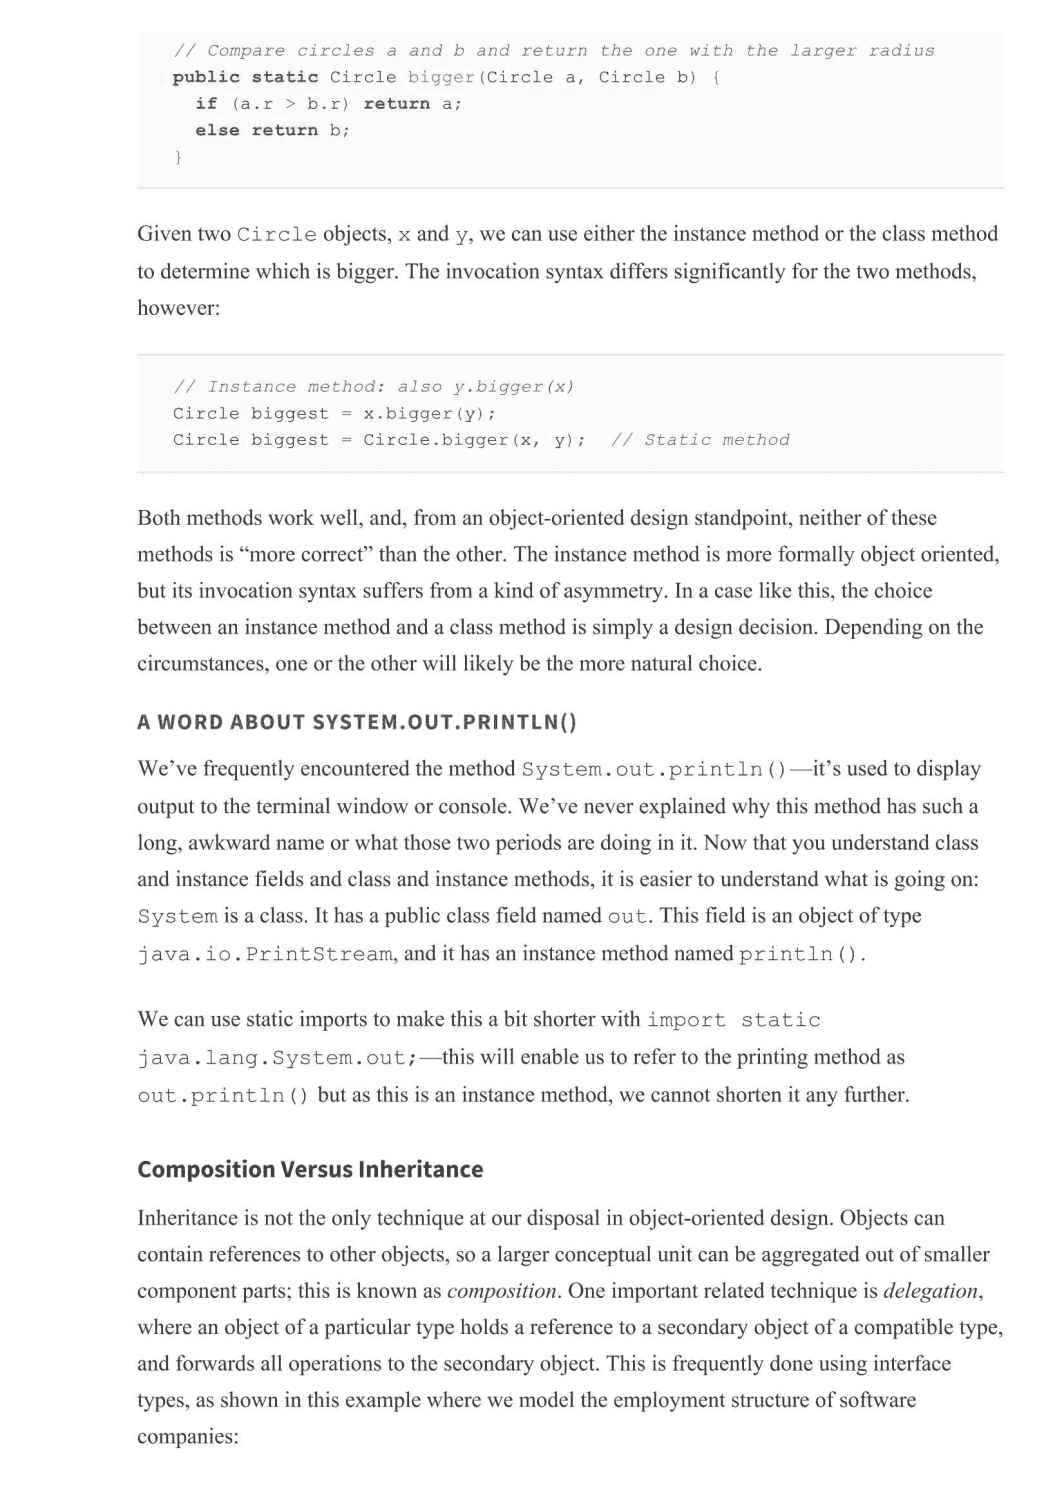 // Compare circles a and b and return the one with the larger radius
public static Circle bigger(Circle a, Circle b) {
if (a.r > b.r) return a;
else return b;
}
Given two Circle objects, x and y, we can use either the instance method or the class method
to determine which is bigger. The invocation syntax differs significantly for the two methods,
however:
// Instance method: also y.bigger(x)
Circle biggest = x.bigger(y);
Circle biggest = Circle.bigger(x, y);  // Static method
Both methods work well, and, from an object-oriented design standpoint, neither of these
methods is “more correct” than the other. The instance method is more formally object oriented,
but its invocation syntax suffers from a kind of asymmetry. In a case like this, the choice
between an instance method and a class method is simply a design decision. Depending on the
circumstances, one or the other will likely be the more natural choice.
A WORD ABOUT SYSTEM.OUT.PRINTLN()
We’ve frequently encountered the method System.out.println()—it’s used to display
output to the terminal window or console. We’ve never explained why this method has such a
long, awkward name or what those two periods are doing in it. Now that you understand class
and instance fields and class and instance methods, it is easier to understand what is going on:
System is a class. It has a public class field named out. This field is an object of type
java.io.PrintStream, and it has an instance method named println().
We can use static imports to make this a bit shorter with import static
java.lang.System.out;—this will enable us to refer to the printing method as
out.println() but as this is an instance method, we cannot shorten it any further.
Composition Versus Inheritance
Inheritance is not the only technique at our disposal in object-oriented design. Objects can
contain references to other objects, so a larger conceptual unit can be aggregated out of smaller
component parts; this is known as composition. One important related technique is delegation,
where an object of a particular type holds a reference to a secondary object of a compatible type,
and forwards all operations to the secondary object. This is frequently done using interface
types, as shown in this example where we model the employment structure of software
companies: